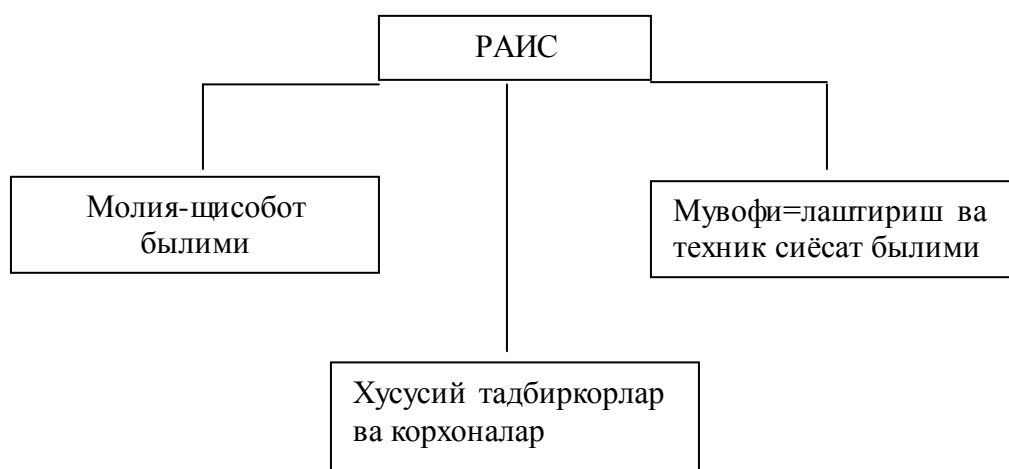 РАИС
Молия-щисобот
былими
Мувофи=лаштириш ва
техник сиёсат былими
Хусусий тадбиркорлар
ва корхоналар